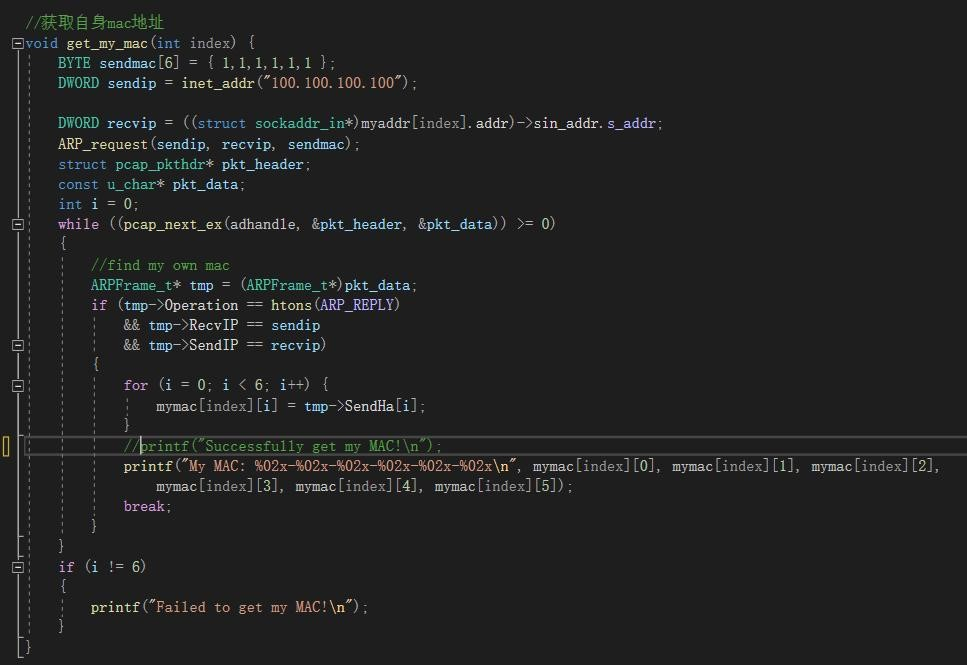 //获取自身mac地址
void get_my_mac(int index) {
    BYTE sendmac[6] = { 1,1,1,1,1,1 };
    DWORD sendip = inet_addr("100.100.100.100");

    DWORD recvip = ((struct sockaddr_in*)myaddr[index].addr)->sin_addr.s_addr;
    ARP_request(sendip, recvip, sendmac);
    struct pcap_pkthdr* pkt_header;
    const u_char* pkt_data;
    int i = 0;
    while ((pcap_next_ex(adhandle, &pkt_header, &pkt_data)) >= 0)
    {
        //find my own mac
        ARPFrame_t* tmp = (ARPFrame_t*)pkt_data;
        if (tmp->Operation == htons(ARP_REPLY)
            && tmp->RecvIP == sendip
            && tmp->SendIP == recvip)
        {
            for (i = 0; i < 6; i++) {
                mymac[index][i] = tmp->SendHa[i];
            }
            //printf("Successfully get my MAC!\n");
            printf("My MAC: %02x-%02x-%02x-%02x-%02x-%02x\n", mymac[index][0], mymac[index][1], mymac[index][2],
                mymac[index][3], mymac[index][4], mymac[index][5]);
            break;
        }
    }
    if (i != 6)
    {
        printf("Failed to get my MAC!\n");
    }
}